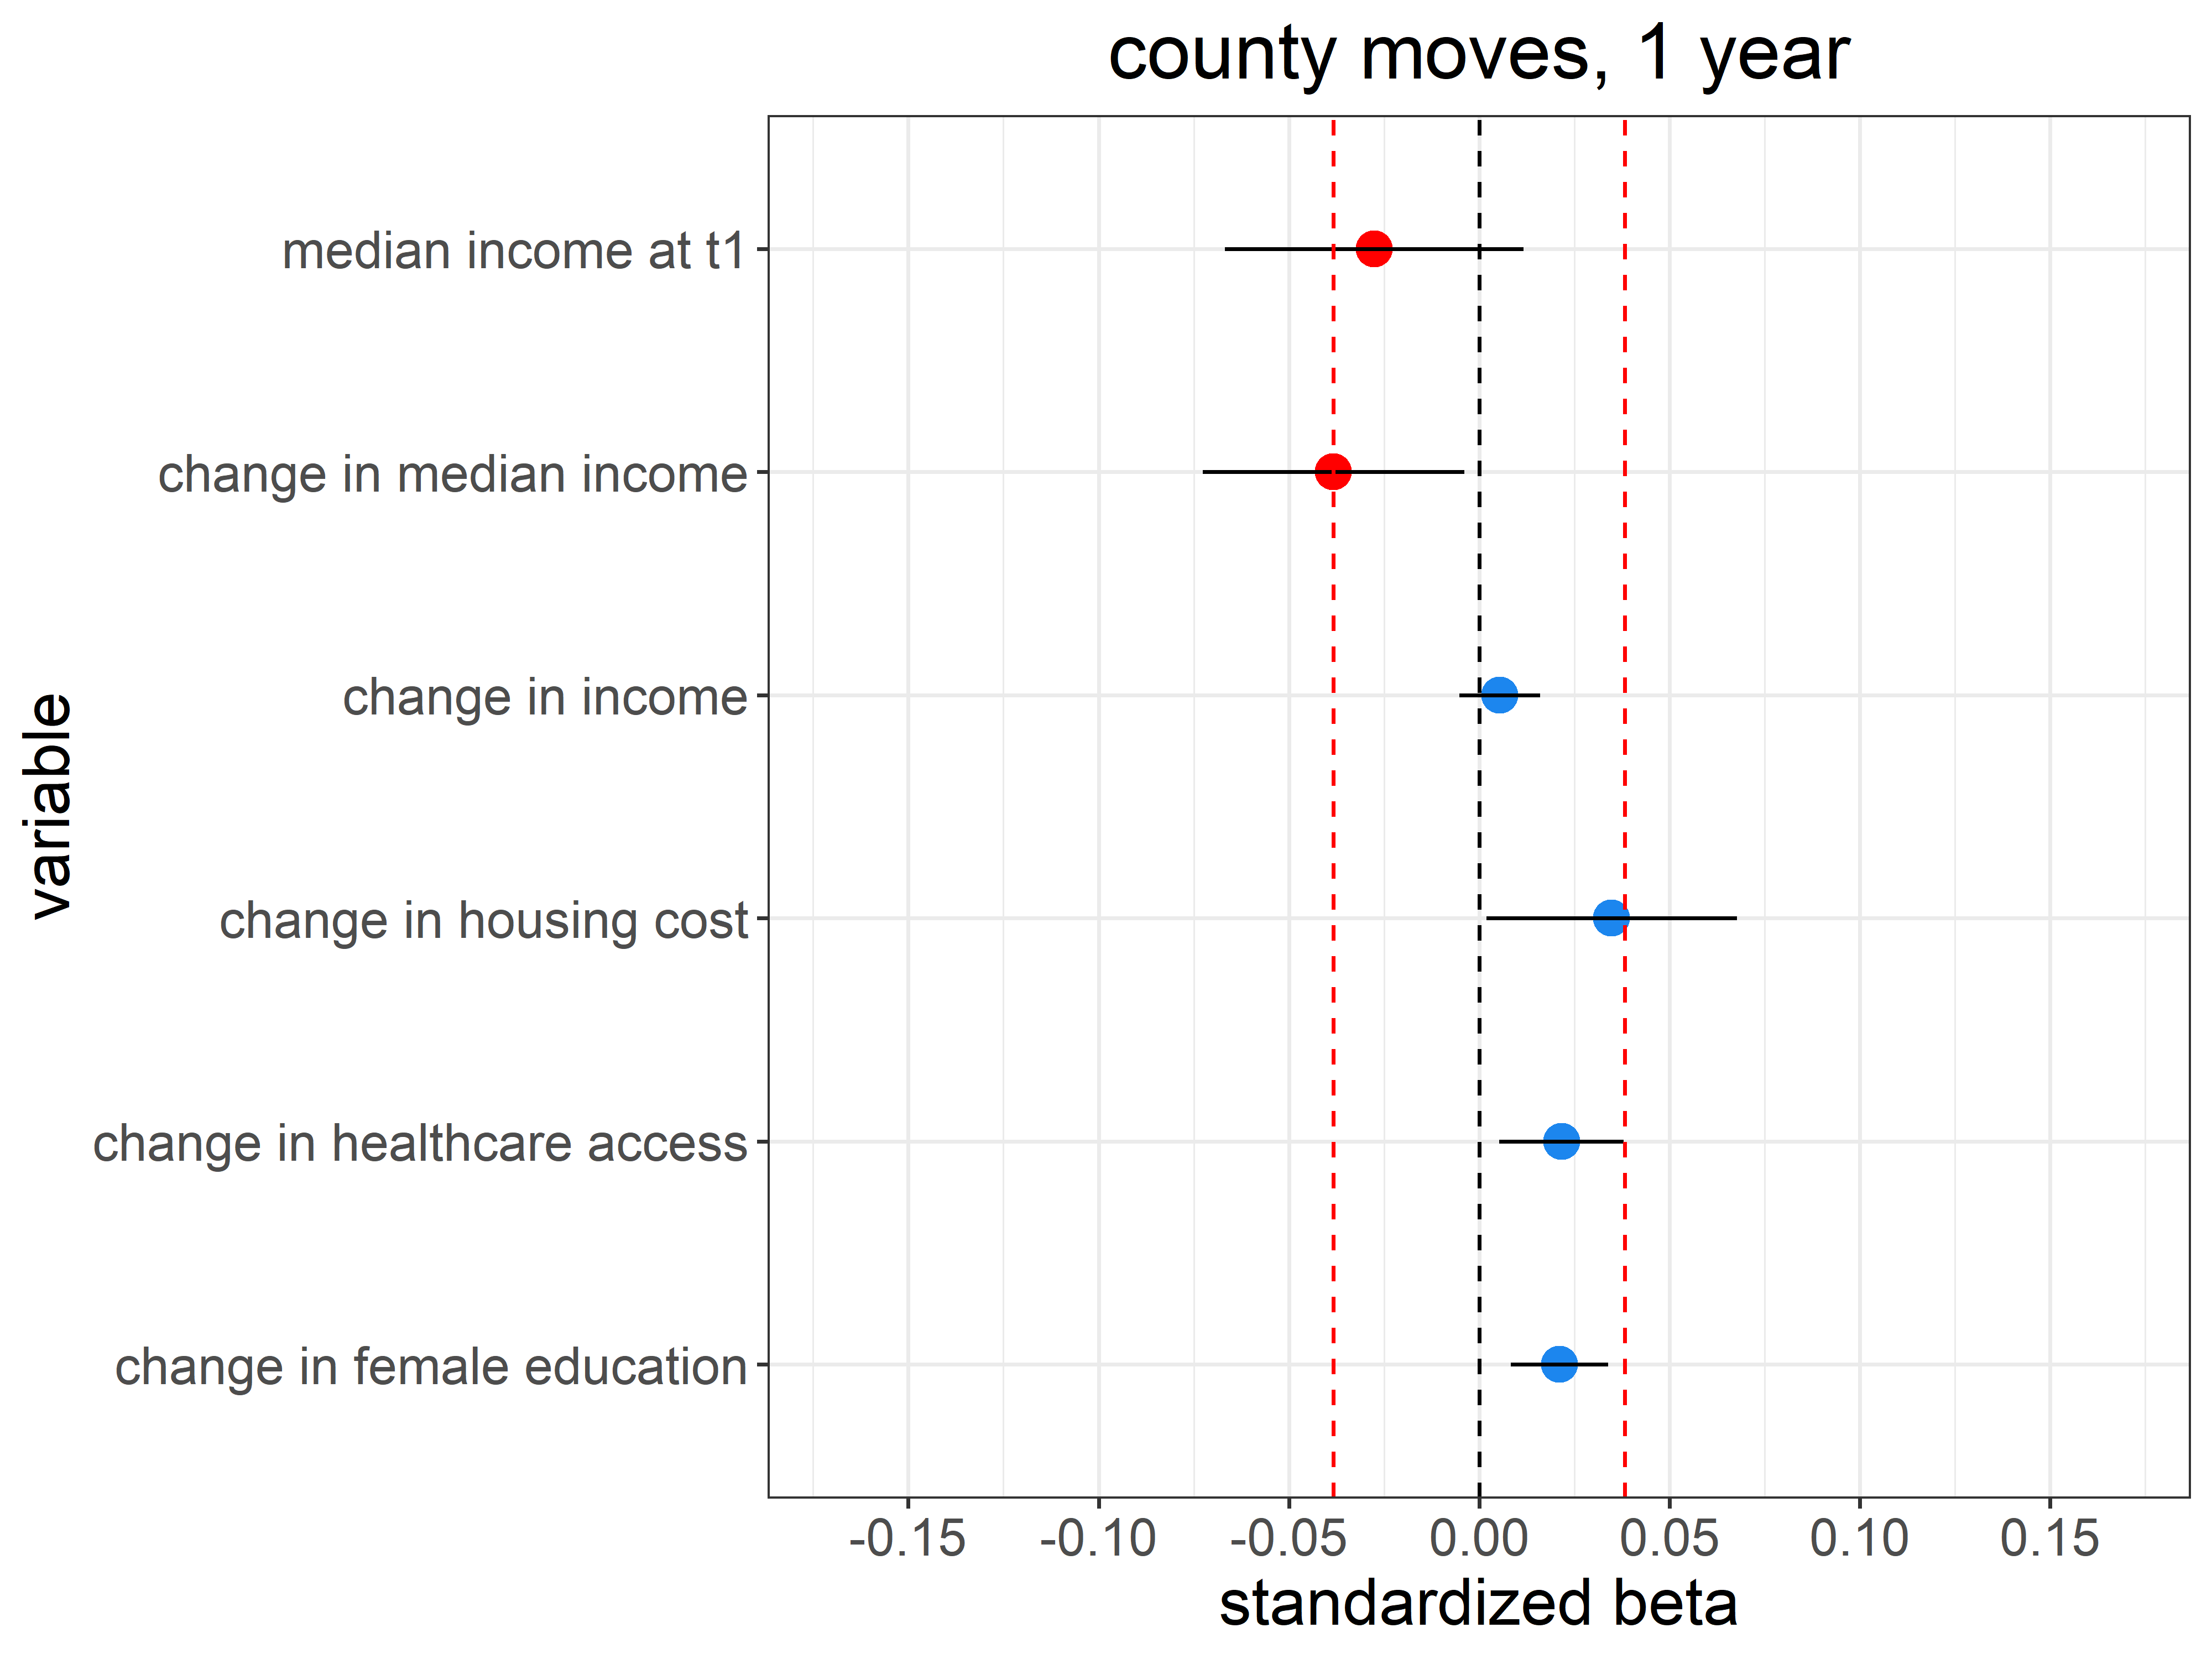 county moves, 1 year
variable
median income at t1
change in median income
change in income
change in housing cost
change in healthcare access
change in female education
-0.15 -0.10 -0.05 0.00 0.05 0.10 0.15
standardized beta